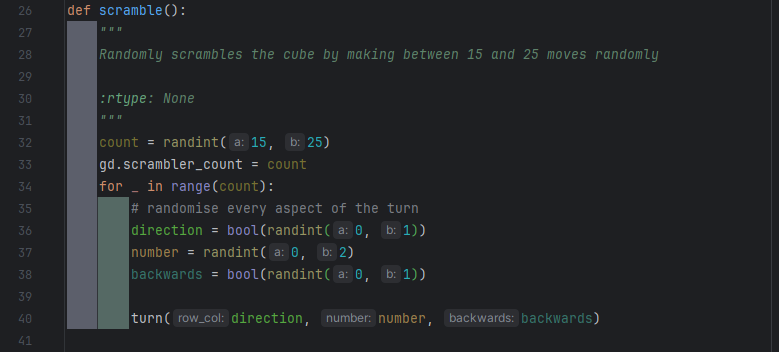 26 def scramble():
27 """
28 Randomly scrambles the cube by making between 15 and 25 moves randomly
29
30 :rtype: None
31 """
32 count = randint( a: 15, b: 25)
33 gd.scrambler_count = count
34 for _ in range(count):
35 # randomise every aspect of the turn
36 direction = bool(randint( a: 0, b: 1))
37 number = randint( a: 0, b: 2)
38 backwards = bool(randint( a: 0, b: 1))
39
40 turn( row_col: direction, number: number, backwards: backwards)
41